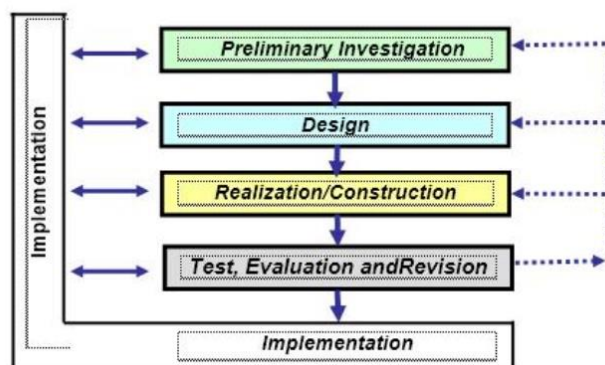 Preliminary Investigation
Design
Realization/Construction
Test, Evaluation andRevision
Implementation
Implementation